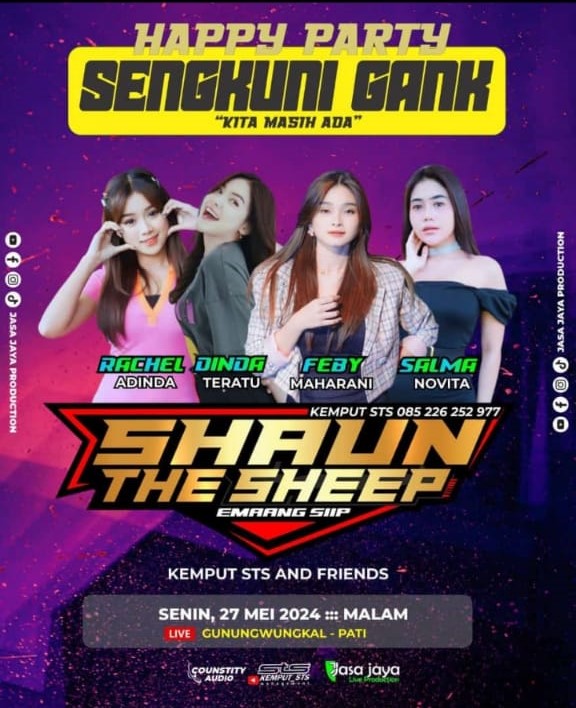 HAPPY PARTY
SENGKUNI GANK
"KITA MASIH ADA"
JASA JAYA PRODUCTION
JASA JAYA PRODUCTION
RACHEL DINDA FEBY SALMA
ADINDA TERATU MAHARANI NOVITA
KEMPUT STS 085 226 252 977
SHAUN
THE SHEEP
EMAANG SIIP
KEMPUT STS AND FRIENDS
SENIN, 27 MEI 2024 ::: MALAM
LIVE GUNUNGWUNGKAL - PATI
COUNSTITY
AUDIO
STS
KEMPUT STS
Jasa jaya
Live Production